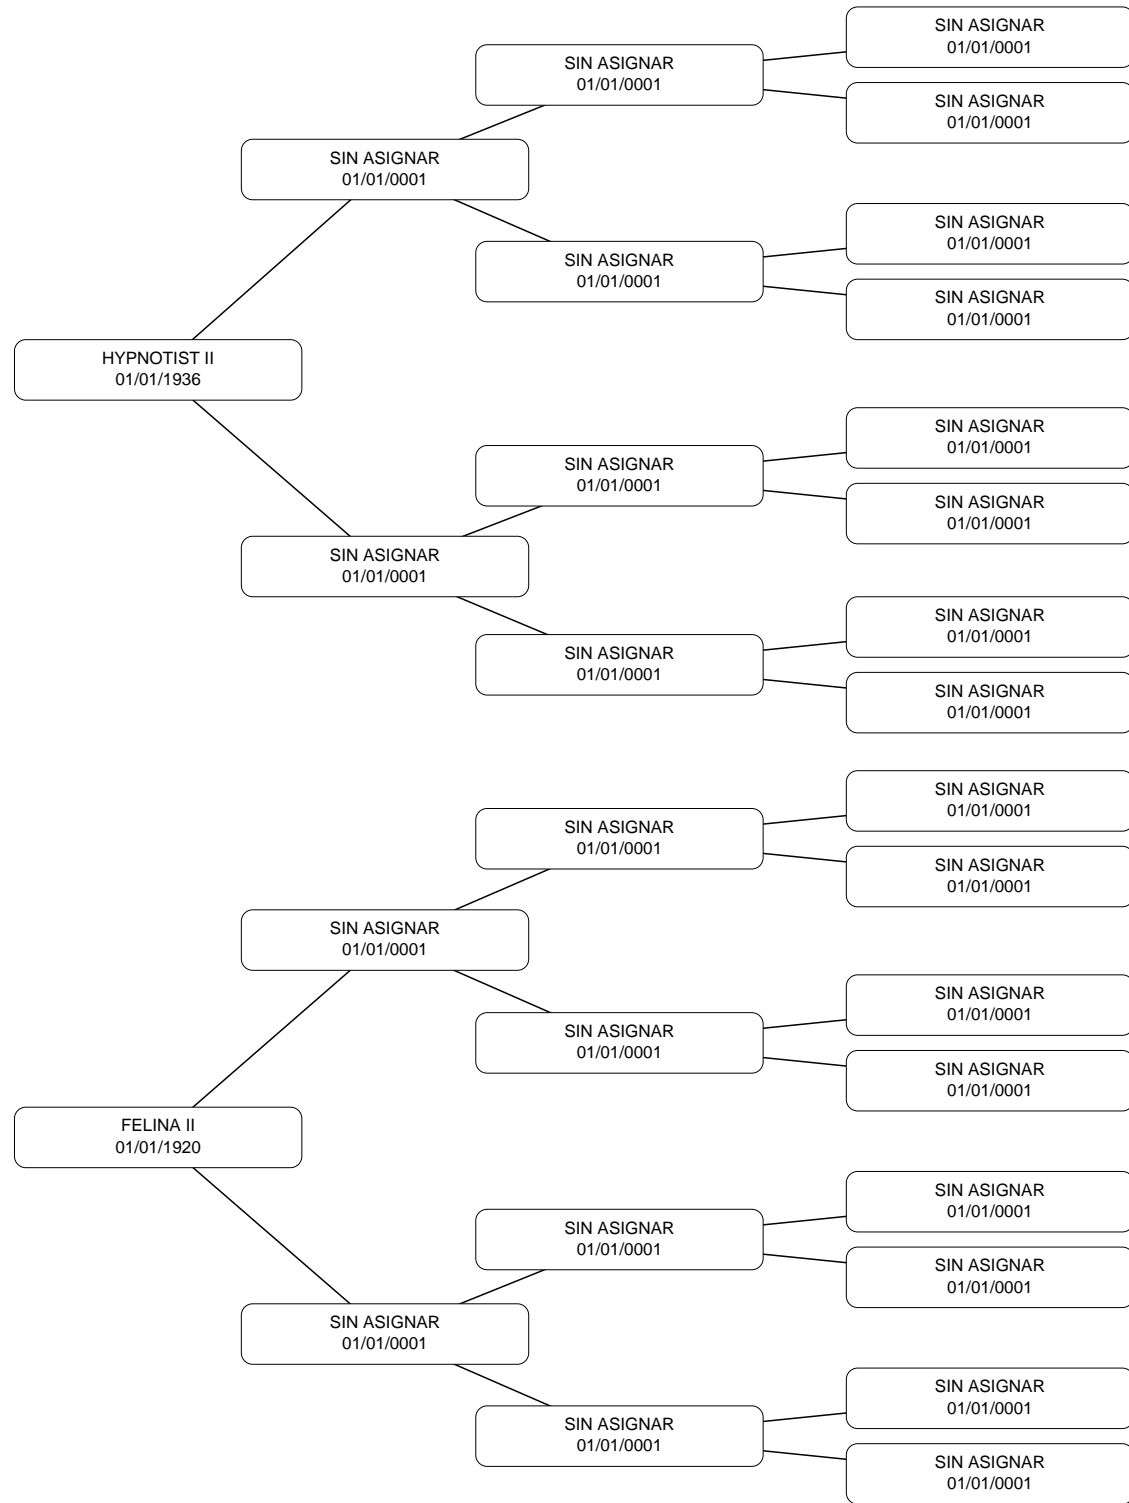 SIN ASIGNAR
01/01/0001
SIN ASIGNAR
01/01/0001
SIN ASIGNAR
01/01/0001
SIN ASIGNAR
01/01/0001
SIN ASIGNAR
01/01/0001
SIN ASIGNAR
01/01/0001
SIN ASIGNAR
01/01/0001
HYPNOTIST II
01/01/1936
SIN ASIGNAR
01/01/0001
SIN ASIGNAR
01/01/0001
SIN ASIGNAR
01/01/0001
SIN ASIGNAR
01/01/0001
SIN ASIGNAR
01/01/0001
SIN ASIGNAR
01/01/0001
SIN ASIGNAR
01/01/0001
SIN ASIGNAR
01/01/0001
SIN ASIGNAR
01/01/0001
SIN ASIGNAR
01/01/0001
SIN ASIGNAR
01/01/0001
SIN ASIGNAR
01/01/0001
SIN ASIGNAR
01/01/0001
SIN ASIGNAR
01/01/0001
FELINA II
01/01/1920
SIN ASIGNAR
01/01/0001
SIN ASIGNAR
01/01/0001
SIN ASIGNAR
01/01/0001
SIN ASIGNAR
01/01/0001
SIN ASIGNAR
01/01/0001
SIN ASIGNAR
01/01/0001
SIN ASIGNAR
01/01/0001